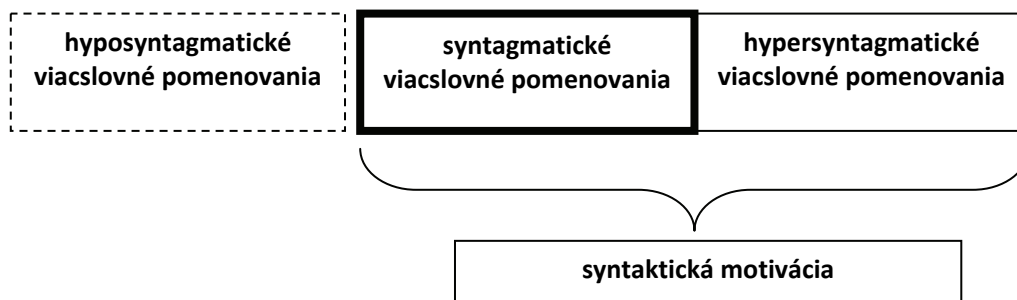 hyposyntagmatické
viacslovné pomenovania
syntagmatické
viacslovné pomenovania
hypersyntagmatické
viacslovné pomenovania
syntaktická motivácia